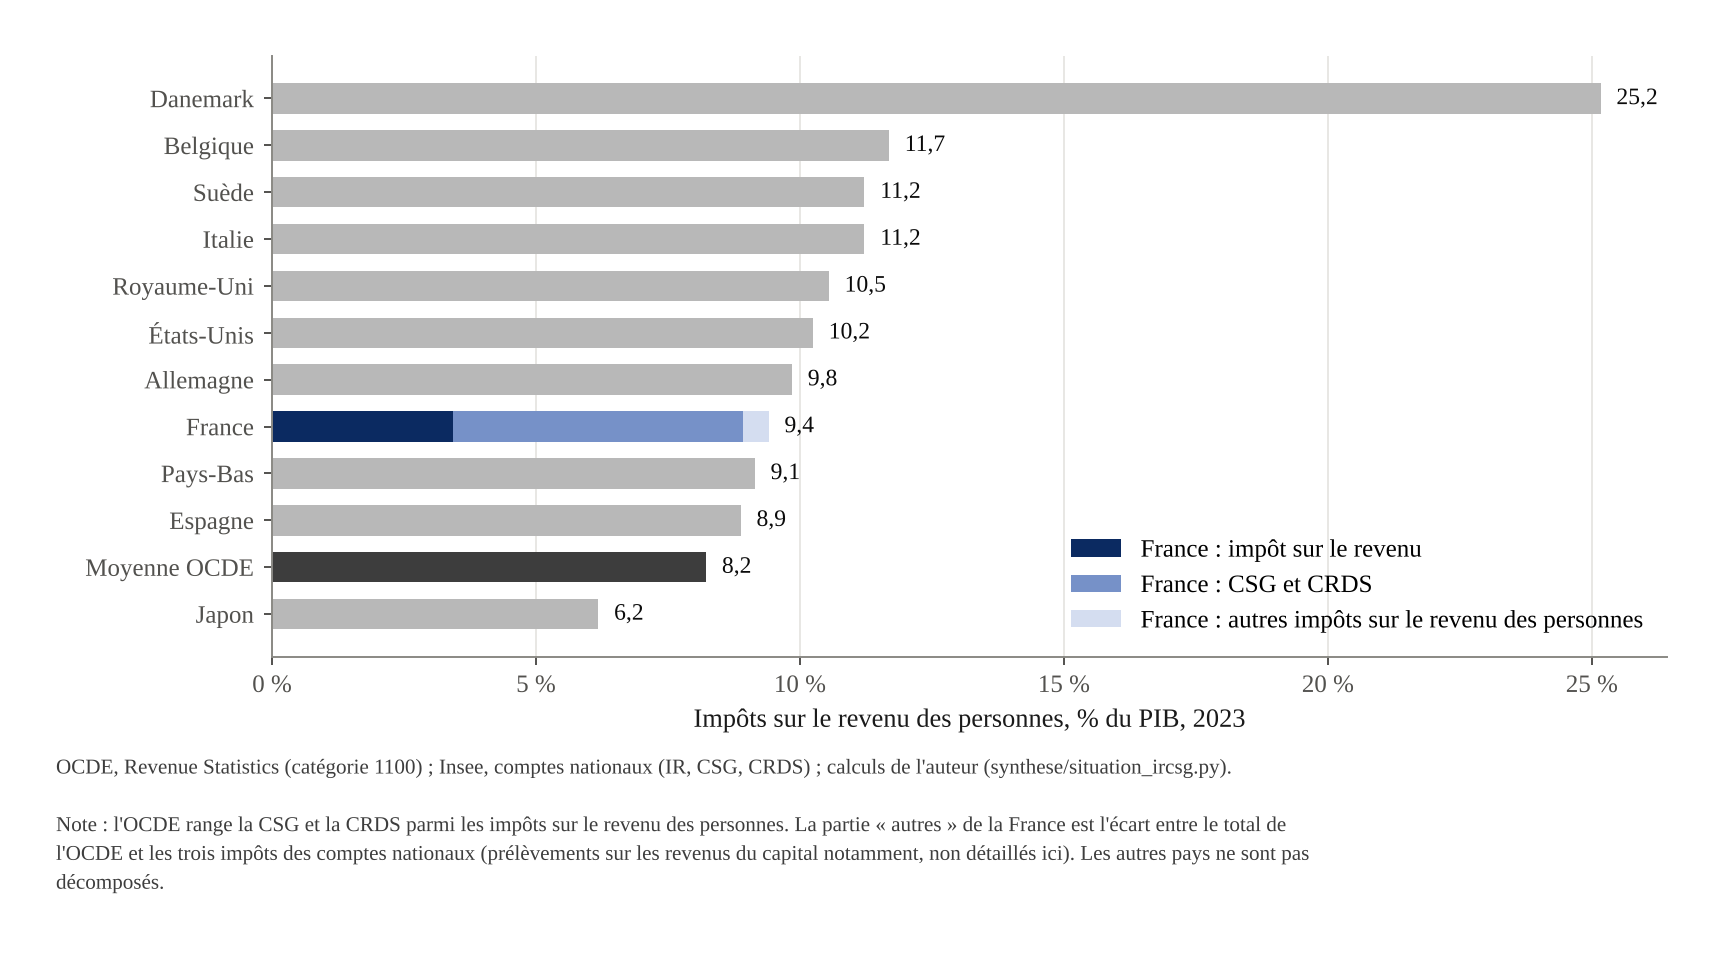 Danemark 25,2
Belgique 11,7
Suède 11,2
Italie 11,2
Royaume-Uni 10,5
États-Unis 10,2
Allemagne 9,8
France 9,4
Pays-Bas 9,1
Espagne 8,9
Moyenne OCDE 8,2
Japon 6,2
France : impôt sur le revenu
France : CSG et CRDS
France : autres impôts sur le revenu des personnes
0 % 5 % 10 % 15 % 20 % 25 %
Impôts sur le revenu des personnes, % du PIB, 2023
OCDE, Revenue Statistics (catégorie 1100) ; Insee, comptes nationaux (IR, CSG, CRDS) ; calculs de l'auteur (synthese/situation_ircsg.py).
Note : l'OCDE range la CSG et la CRDS parmi les impôts sur le revenu des personnes. La partie « autres » de la France est l'écart entre le total de
l'OCDE et les trois impôts des comptes nationaux (prélèvements sur les revenus du capital notamment, non détaillés ici). Les autres pays ne sont pas
décomposés.